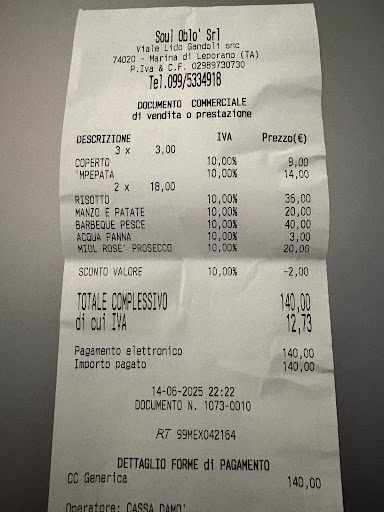 Soul Oblo' Srl
Viale Lido Gandoli snc
74020 - Marina di Leporano (TA)
P.Iva & C.F. 02989730730
Tel.099/5334918
DOCUMENTO COMMERCIALE
di vendita o prestazione
DESCRIZIONE IVA Prezzo(€)
3 x 3,00
COPERTO 10,00% 9,00
'MPEPATA 10,00% 14,00
2 x 18,00
RISOTTO 10,00% 36,00
MANZO E PATATE 10,00% 20,00
BARBEQUE PESCE 10,00% 40,00
ACQUA PANNA 10,00% 3,00
MIOL ROSE' PROSECCO 10,00% 20,00
SCONTO VALORE 10,00% -2,00
TOTALE COMPLESSIVO 140,00
di cui IVA 12,73
Pagamento elettronico 140,00
Importo pagato 140,00
14-06-2025 22:22
DOCUMENTO N. 1073-0010
RT 99MEX042164
DETTAGLIO FORME di PAGAMENTO
CC Generica 140,00
Operatore: CASSA DAMO'